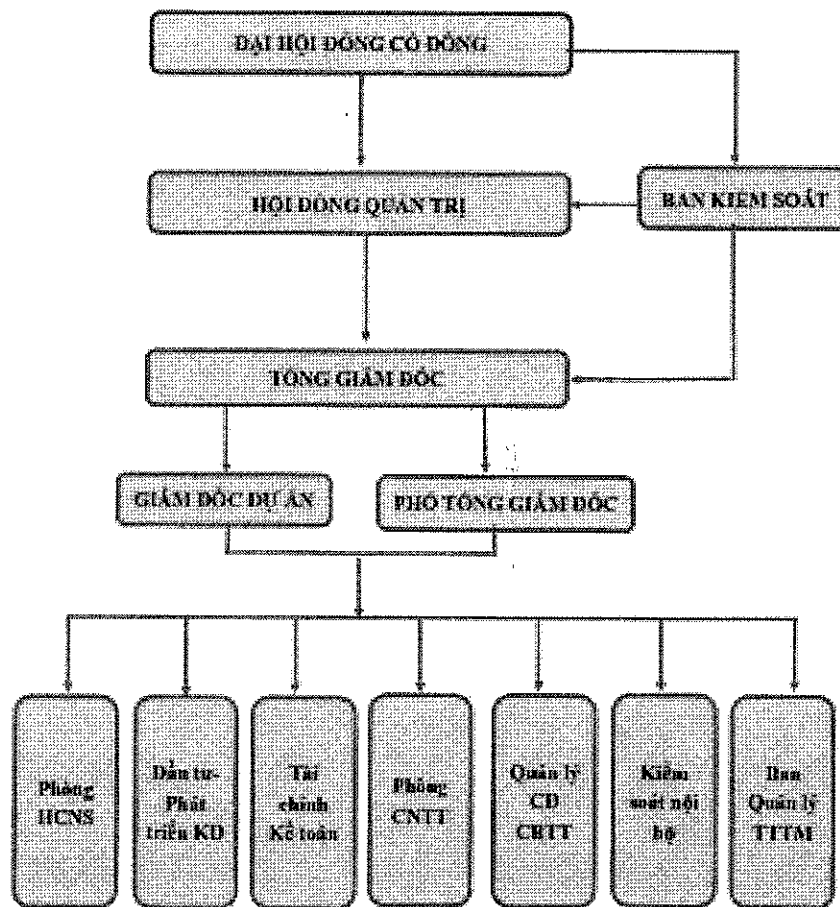 ĐẠI HỘI ĐỒNG CỔ ĐÔNG
HỘI ĐỒNG QUẢN TRỊ
BAN KIỂM SOÁT
TỔNG GIÁM ĐỐC
GIÁM ĐỐC DỰ ÁN
PHÓ TỔNG GIÁM ĐỐC
Phòng
HCNS
Đầu tư-
Phát
triển KD
Tài
chính
Kế toán
Phòng
CNTT
Quản lý
CĐ
CBTT
Kiểm
soát nội
bộ
Ban
Quản lý
TTTM